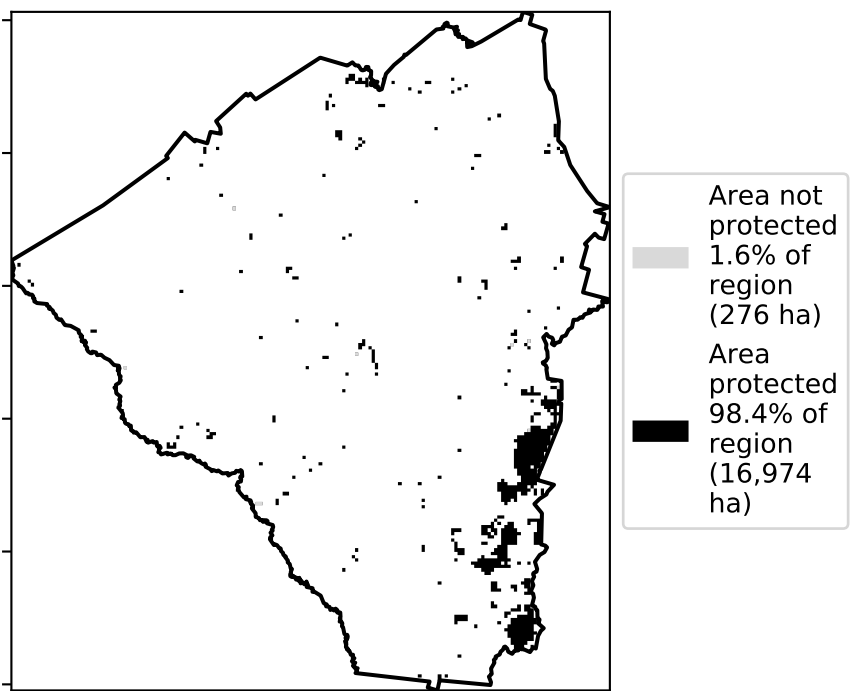 Area not
protected
1.6% of
region
(276 ha)
Area
protected
98.4% of
region
(16,974
ha)